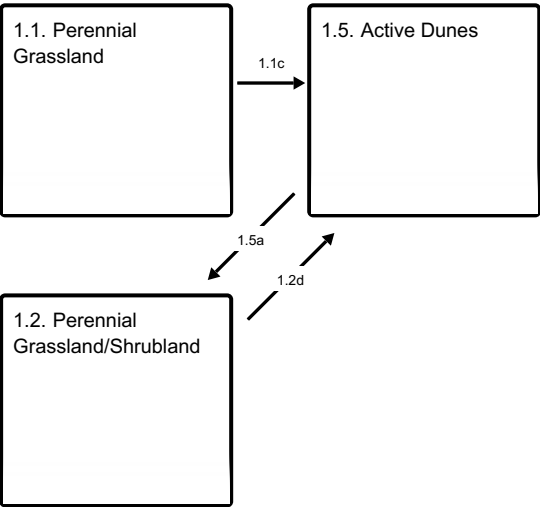 1.1. Perennial
Grassland
1.1c
1.5. Active Dunes
1.5a
1.2d
1.2. Perennial
Grassland/Shrubland